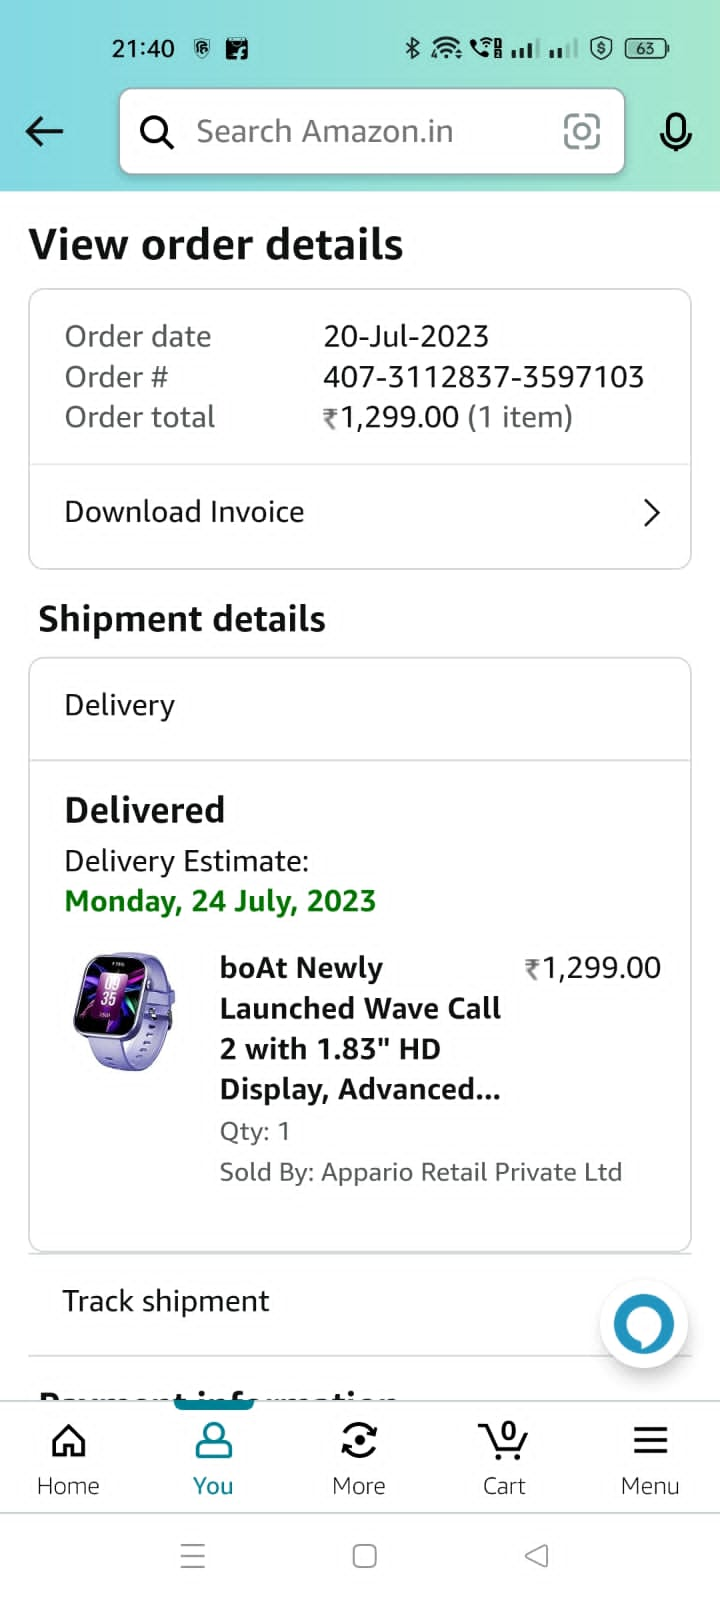 21:40
63
Search Amazon.in
View order details
Order date 20-Jul-2023
Order # 407-3112837-3597103
Order total ₹1,299.00 (1 item)
Download Invoice
Shipment details
Delivery
Delivered
Delivery Estimate:
Monday, 24 July, 2023
boAt Newly ₹1,299.00
Launched Wave Call
2 with 1.83" HD
Display, Advanced...
Qty: 1
Sold By: Appario Retail Private Ltd
Track shipment
Payment information
0
Home You More Cart Menu